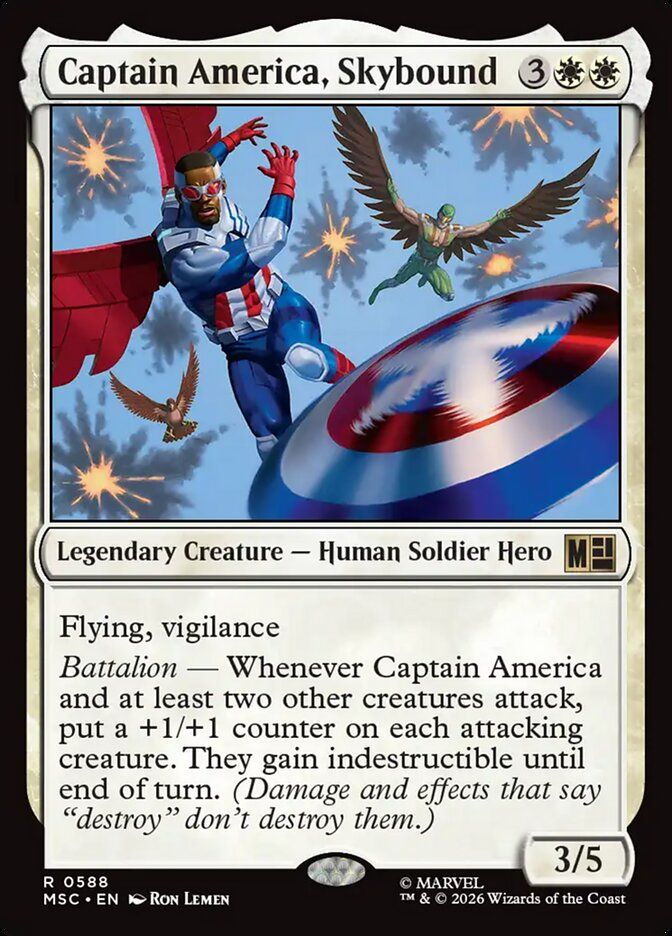 Captain America, Skybound 3
Legendary Creature — Human Soldier Hero
Flying, vigilance
Battalion — Whenever Captain America
and at least two other creatures attack,
put a +1/+1 counter on each attacking
creature. They gain indestructible until
end of turn. (Damage and effects that say
“destroy” don’t destroy them.)
3/5
R 0588
MSC • EN Ron Lemen
© MARVEL
™ & © 2026 Wizards of the Coast